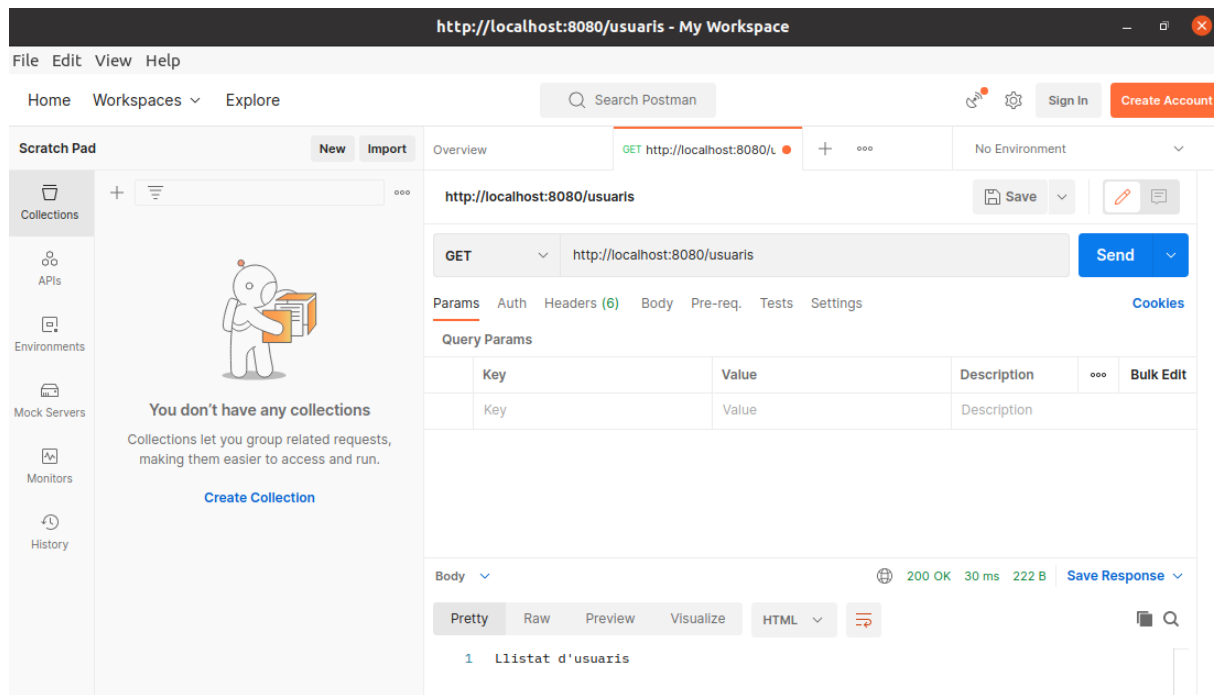 http://localhost:8080/usuaris - My Workspace
File Edit View Help
Home Workspaces Explore Search Postman Sign In Create Account
Scratch Pad New Import
Overview GET http://localhost:8080/u No Environment
Collections
APIs
Environments
Mock Servers
Monitors
History
You don't have any collections
Collections let you group related requests,
making them easier to access and run.
Create Collection
http://localhost:8080/usuaris Save
GET http://localhost:8080/usuaris Send
Params Auth Headers (6) Body Pre-req. Tests Settings Cookies
Query Params
Key Value Description Bulk Edit
Key Value Description
Body 200 OK 30 ms 222 B Save Response
Pretty Raw Preview Visualize HTML
1 Llistat d'usuaris